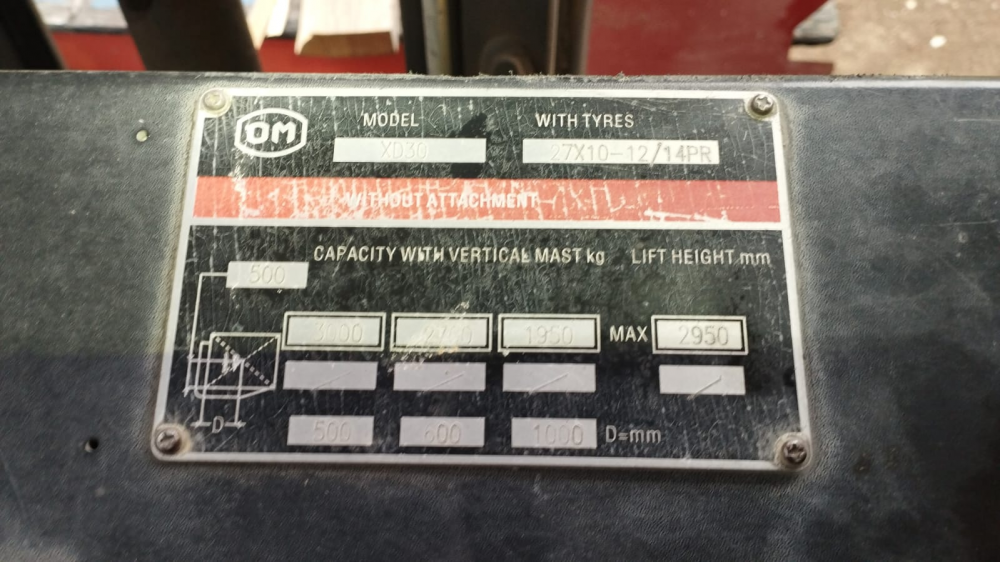 OM
MODEL WITH TYRES
XD30 27X10-12/14PR
WITHOUT ATTACHMENT
CAPACITY WITH VERTICAL MAST kg LIFT HEIGHT mm
500
3000 1950 MAX 2950
D
500 600 1000 D=mm